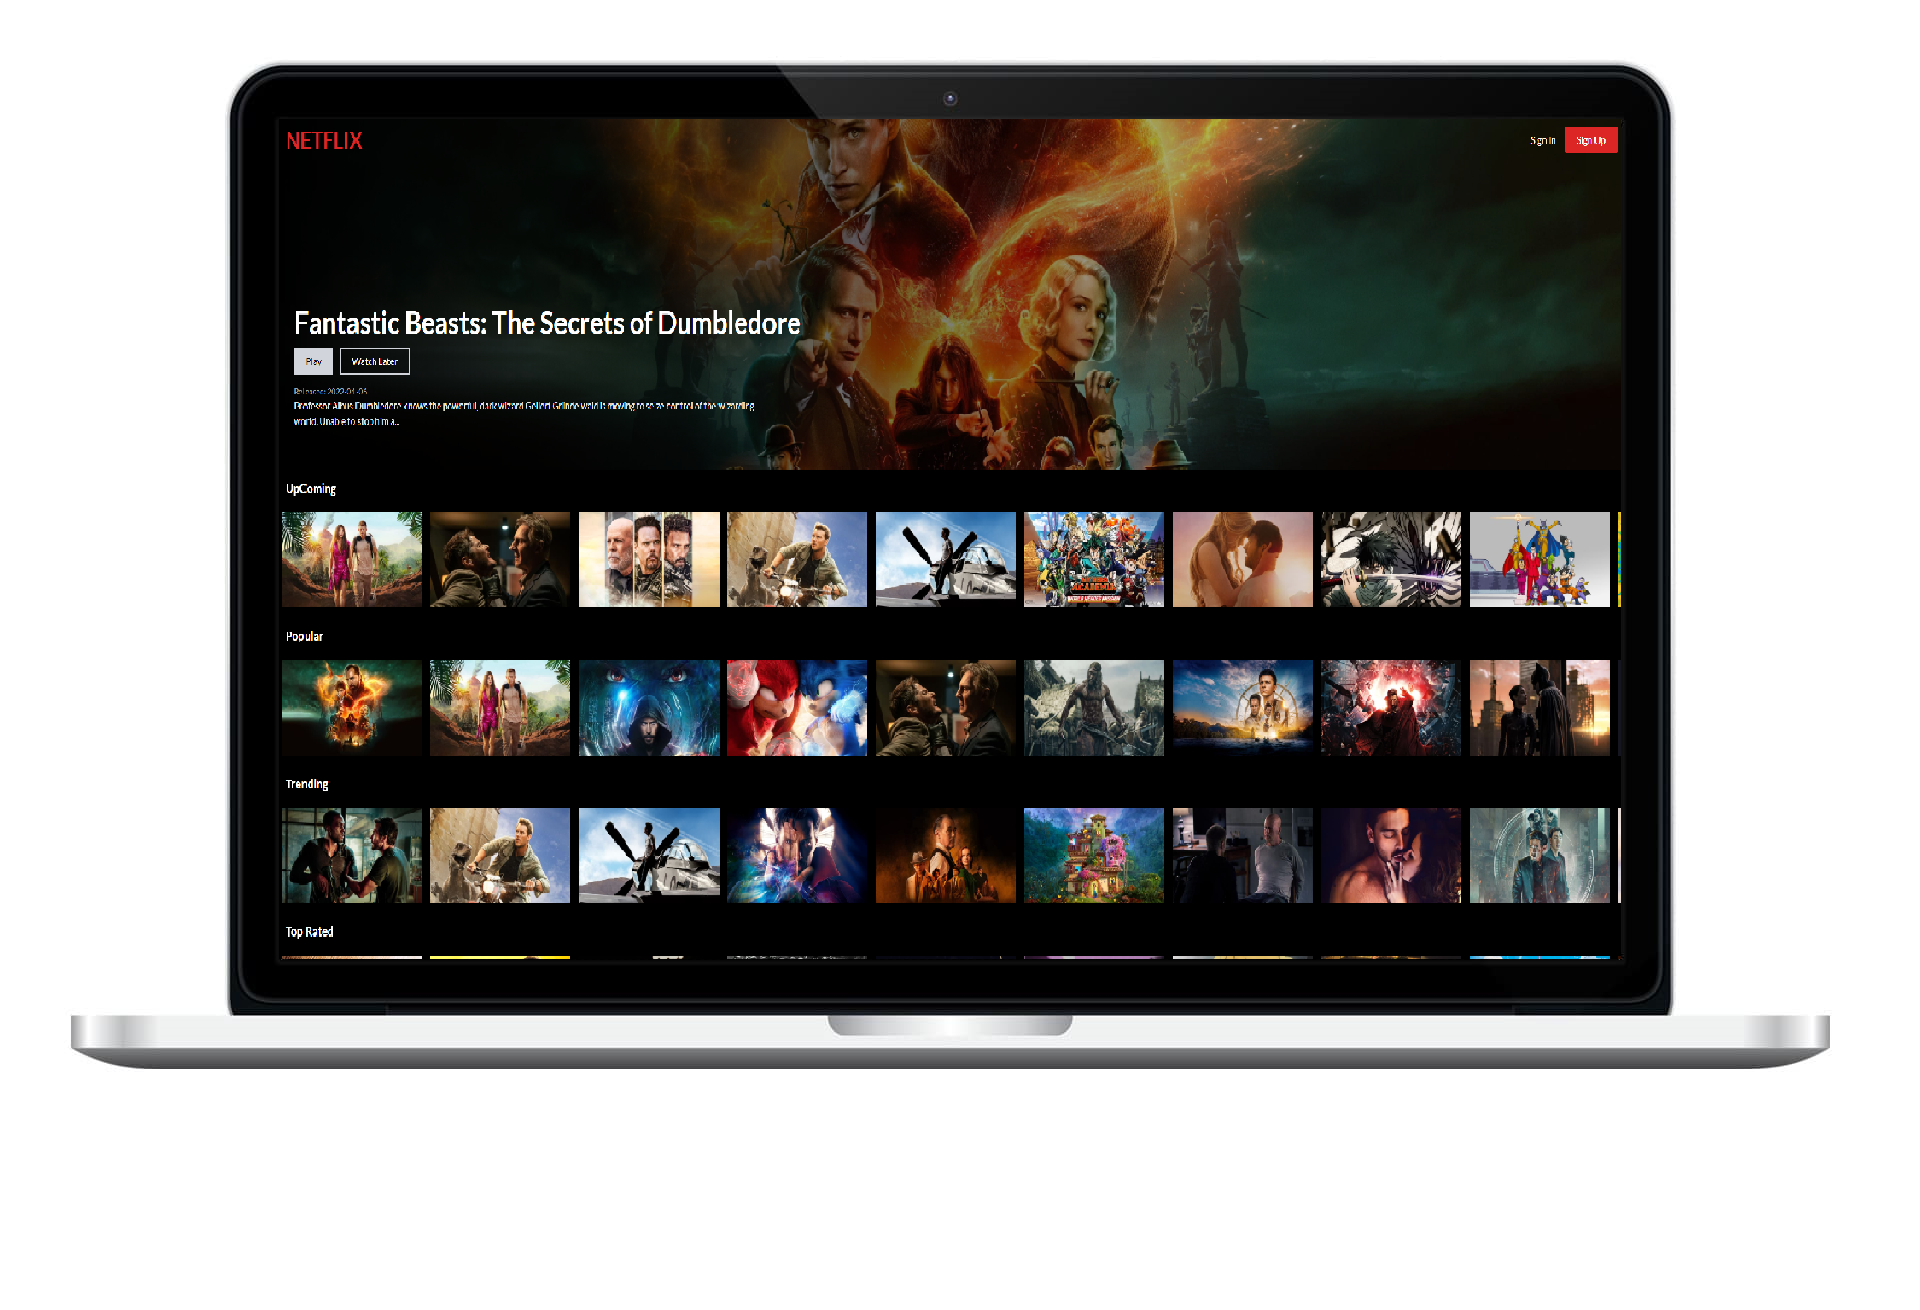 NETFLIX
Sign In
Sign Up
Fantastic Beasts: The Secrets of Dumbledore
Play
Watch Later
Released: 2022-04-06
Professor Albus Dumbledore knows the powerful, dark wizard Gellert Grindelwald is moving to seize control of the wizarding
world. Unable to stop him a...
UpComing
Popular
Trending
Top Rated